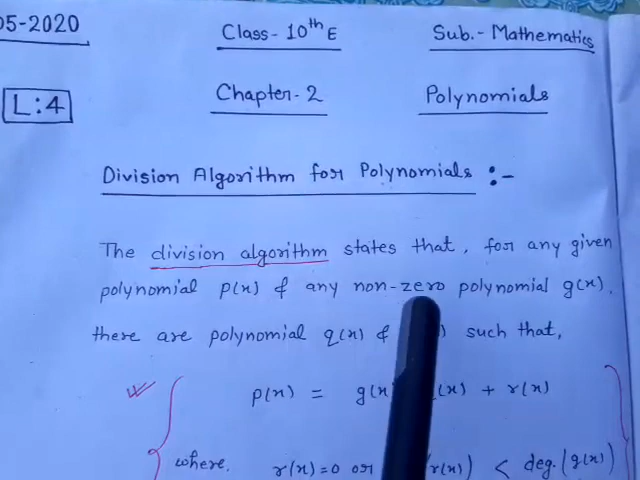 05-2020 Class- 10th E Sub.- Mathematics
L:4 Chapter-2 Polynomials
Division Algorithm for Polynomials :-
The division algorithm states that, for any given
polynomial p(x) & any non-zero polynomial g(x),
there are polynomial q(x) & ) such that,
p(x) = g(x) (x) + r(x)
where, r(x)=0 or r(x) < deg.(g(x))